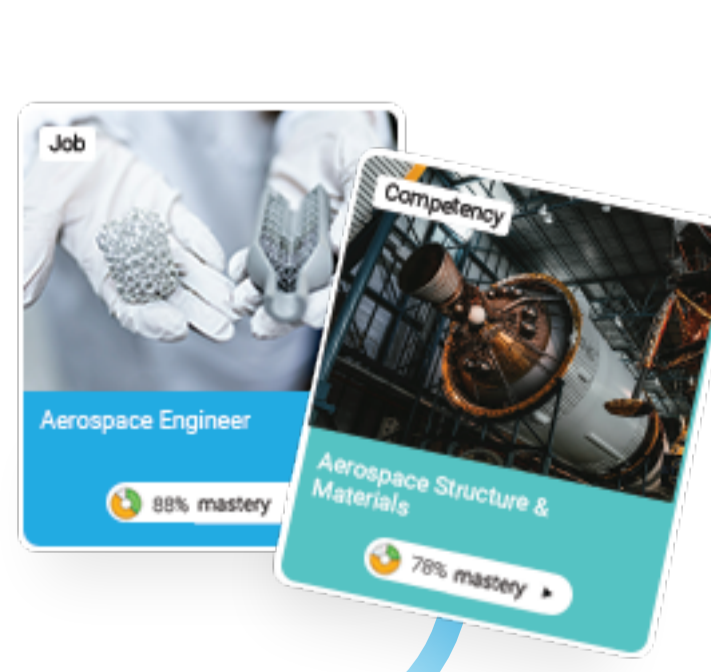 Job
Aerospace Engineer
88% mastery
Competency
Aerospace Structure &
Materials
78% mastery